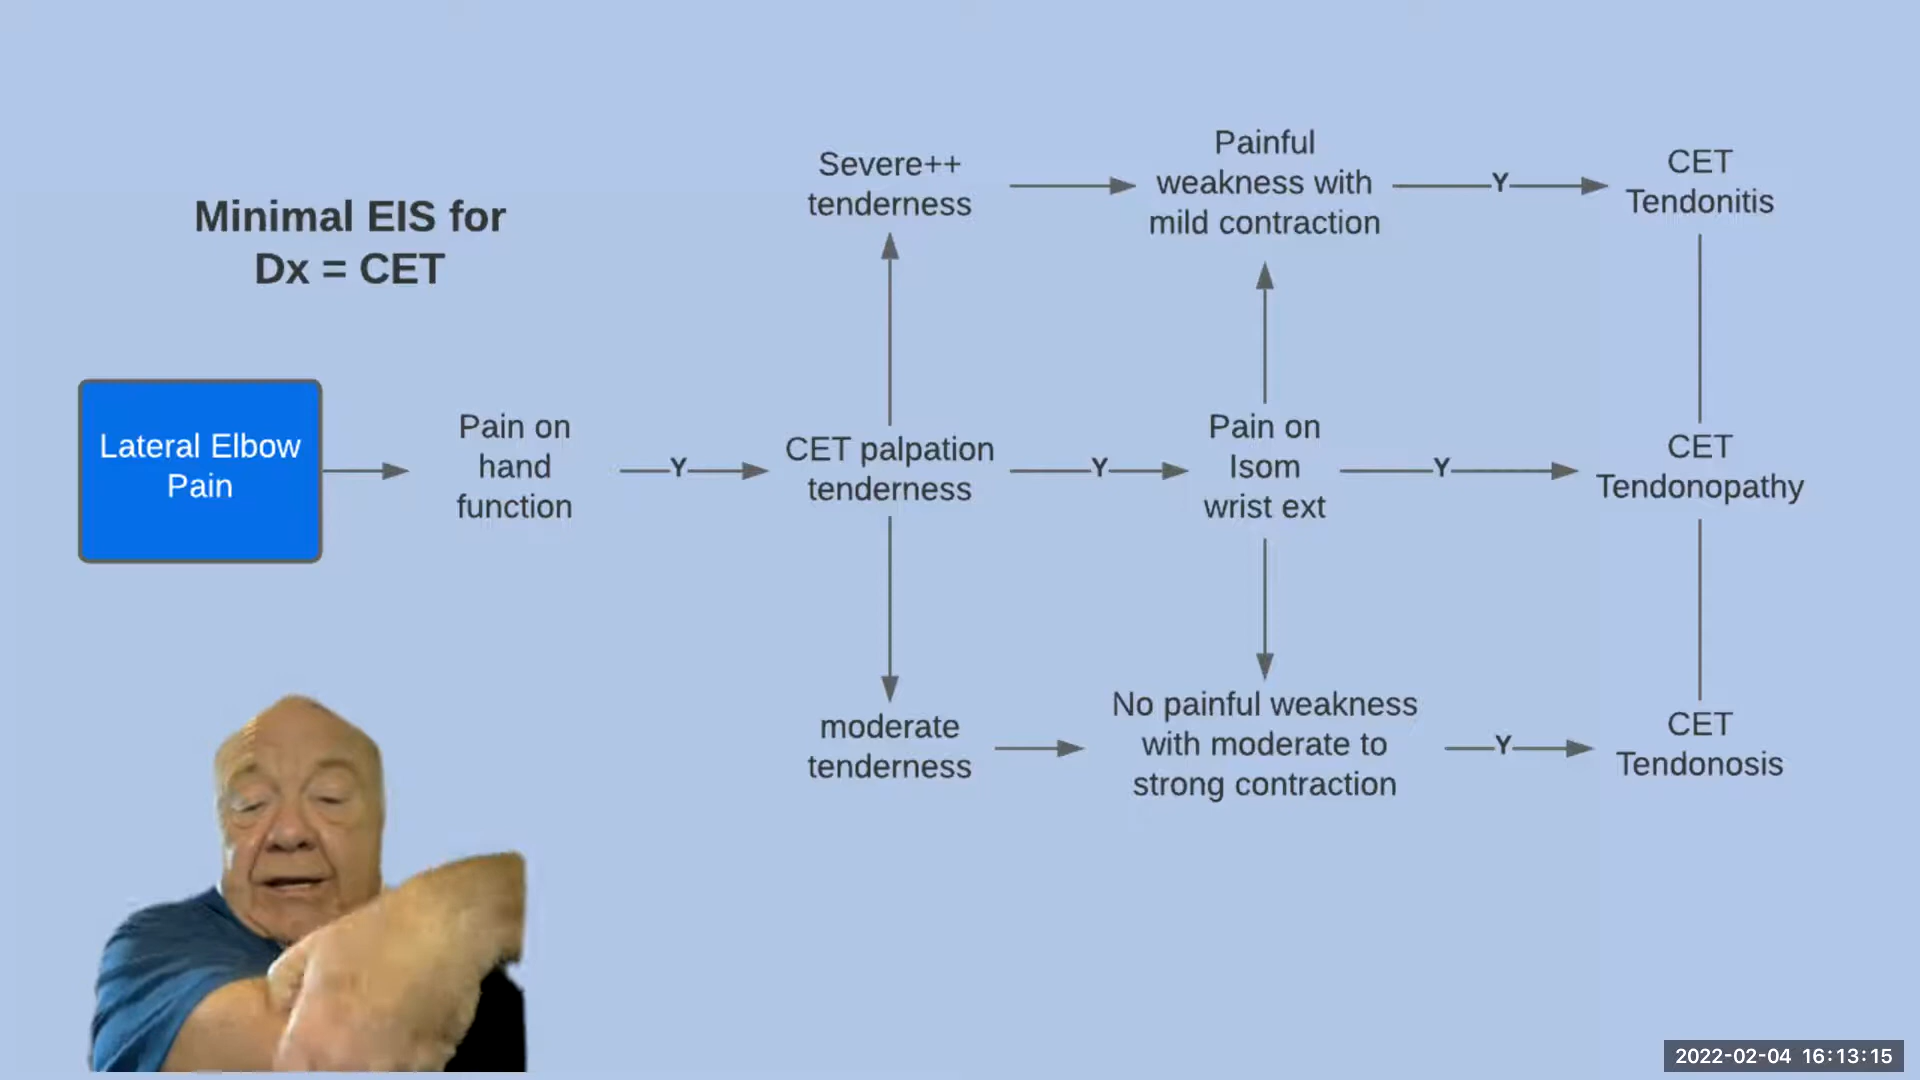 Minimal EIS for
Dx = CET
Lateral Elbow
Pain
Pain on
hand
function
Y
Severe++
tenderness
CET palpation
tenderness
moderate
tenderness
Y
Painful
weakness with
mild contraction
Pain on
Isom
wrist ext
No painful weakness
with moderate to
strong contraction
Y
Y
Y
CET
Tendonitis
CET
Tendonopathy
CET
Tendonosis
2022-02-04 16:13:15